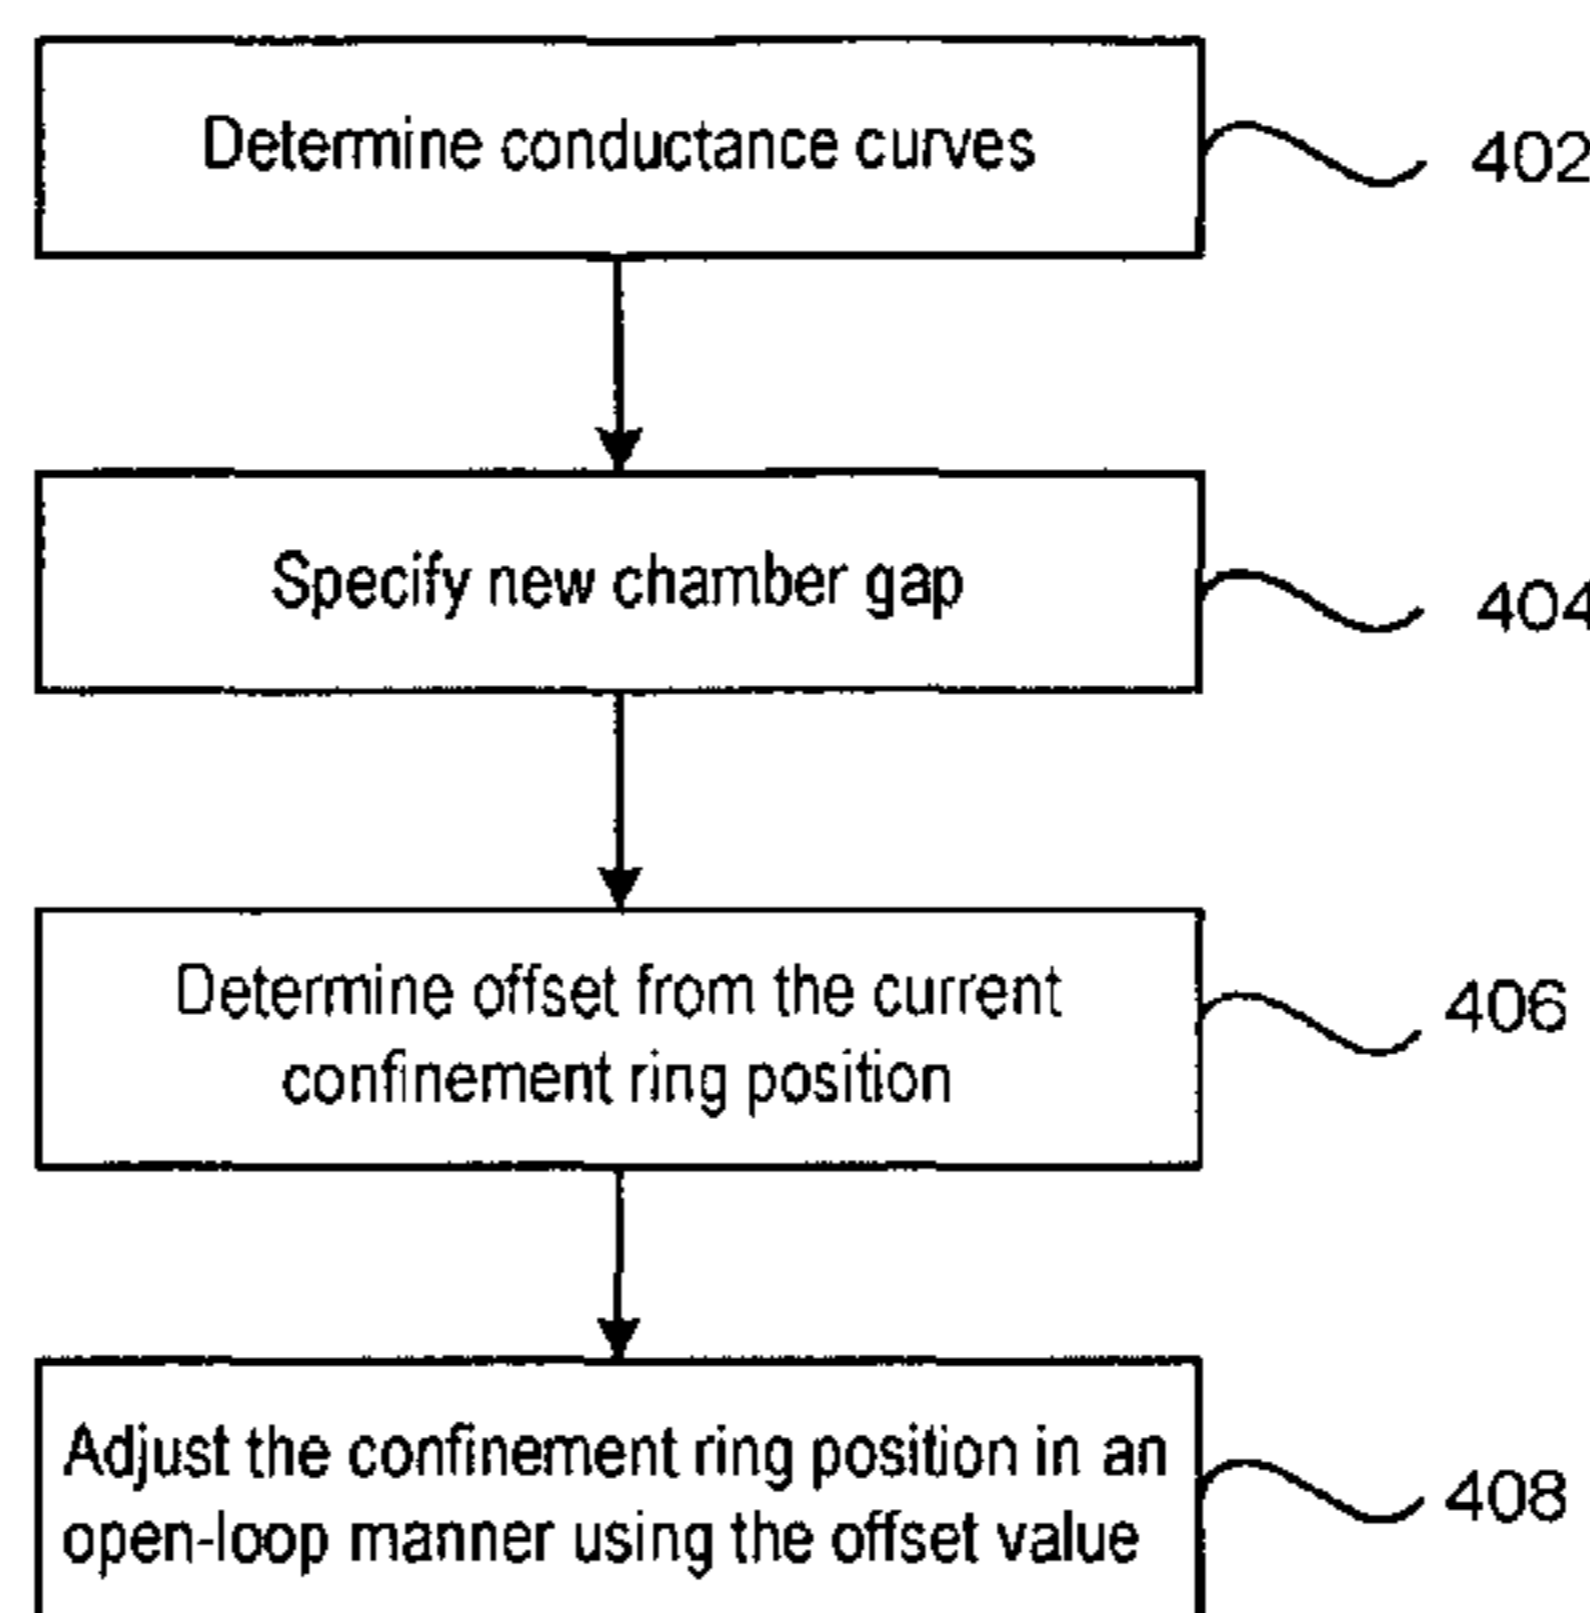 Determine conductance curves
402
Specify new chamber gap
404
Determine offset from the current
confinement ring position
406
Adjust the confinement ring position in an
open-loop manner using the offset value
408